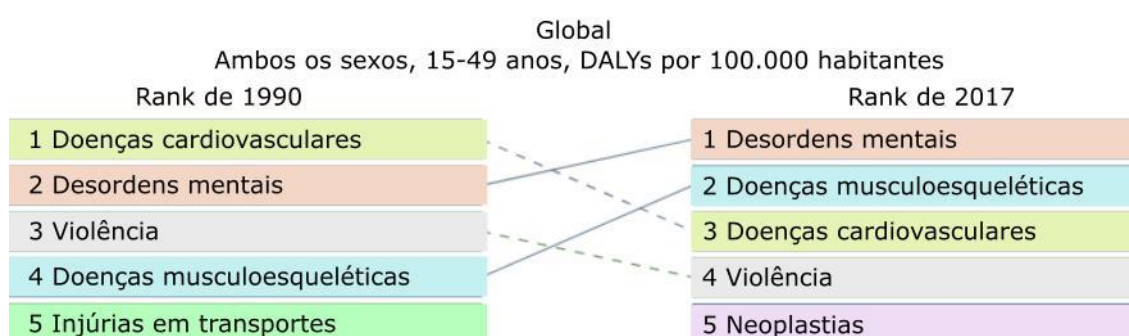 Global
Ambos os sexos, 15-49 anos, DALYs por 100.000 habitantes
Rank de 1990
1 Doenças cardiovasculares
2 Desordens mentais
3 Violência
4 Doenças musculoesqueléticas
5 Injúrias em transportes
Rank de 2017
1 Desordens mentais
2 Doenças musculoesqueléticas
3 Doenças cardiovasculares
4 Violência
5 Neoplastias